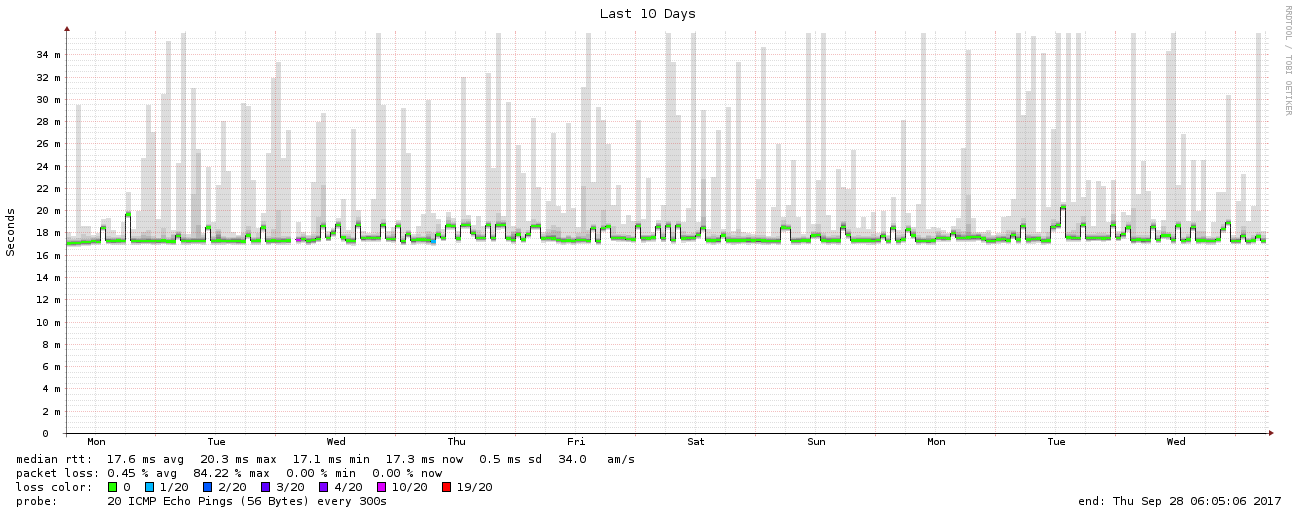 Last 10 Days
RRDTOOL / TOBI OETIKER
Seconds
34 m
32 m
30 m
28 m
26 m
24 m
22 m
20 m
18 m
16 m
14 m
12 m
10 m
8 m
6 m
4 m
2 m
0
Mon Tue Wed Thu Fri Sat Sun Mon Tue Wed
median rtt: 17.6 ms avg 20.3 ms max 17.1 ms min 17.3 ms now 0.5 ms sd 34.0 am/s
packet loss: 0.45 % avg 84.22 % max 0.00 % min 0.00 % now
loss color: 0 1/20 2/20 3/20 4/20 10/20 19/20
probe: 20 ICMP Echo Pings (56 Bytes) every 300s end: Thu Sep 28 06:05:06 2017